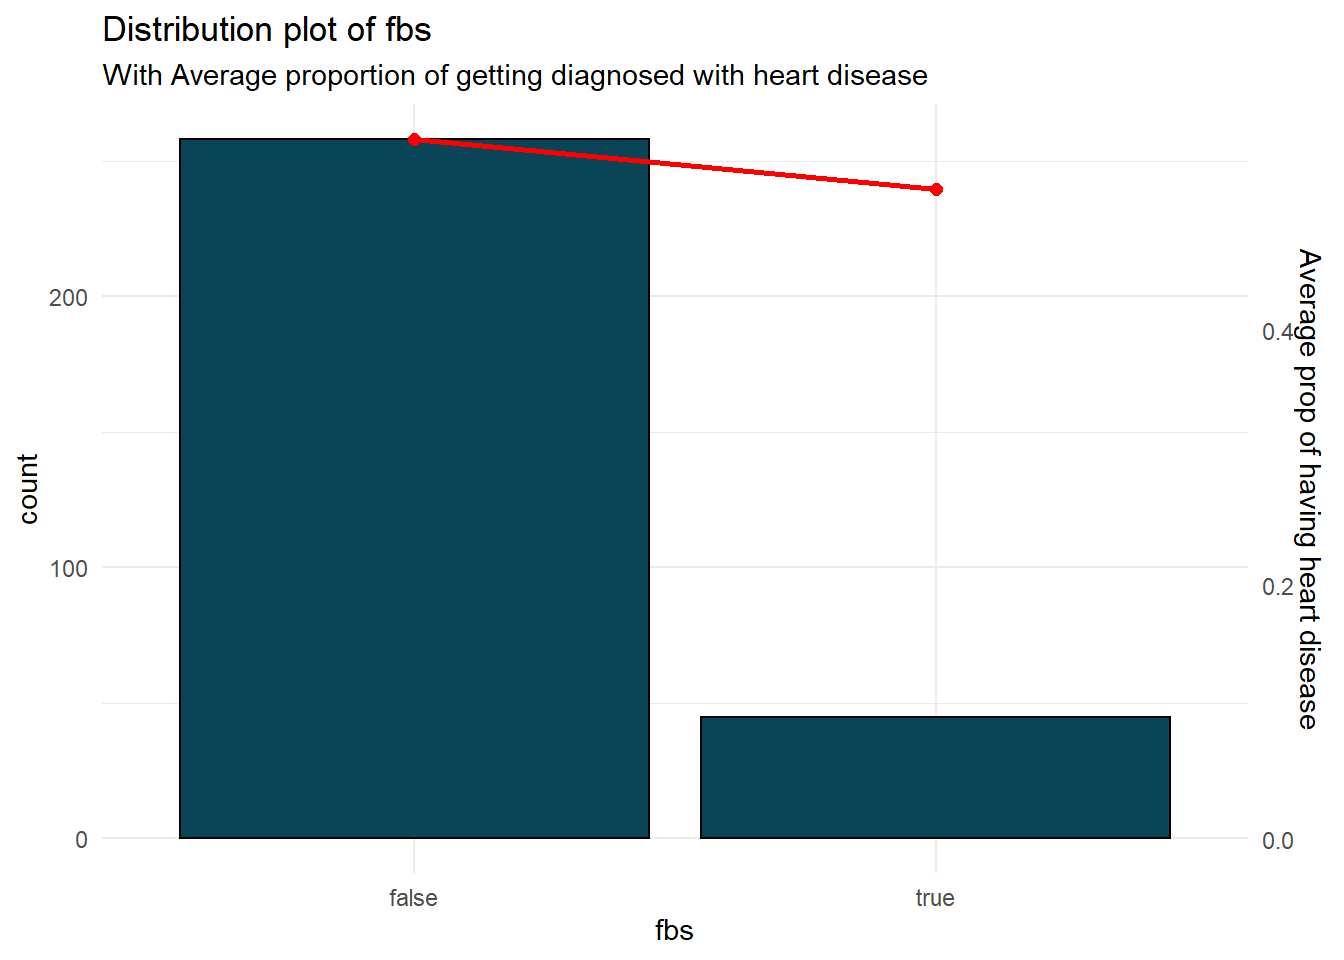 Distribution plot of fbs
With Average proportion of getting diagnosed with heart disease
count
200
100
0
0.4
0.2
0.0
Average prop of having heart disease
false
true
fbs